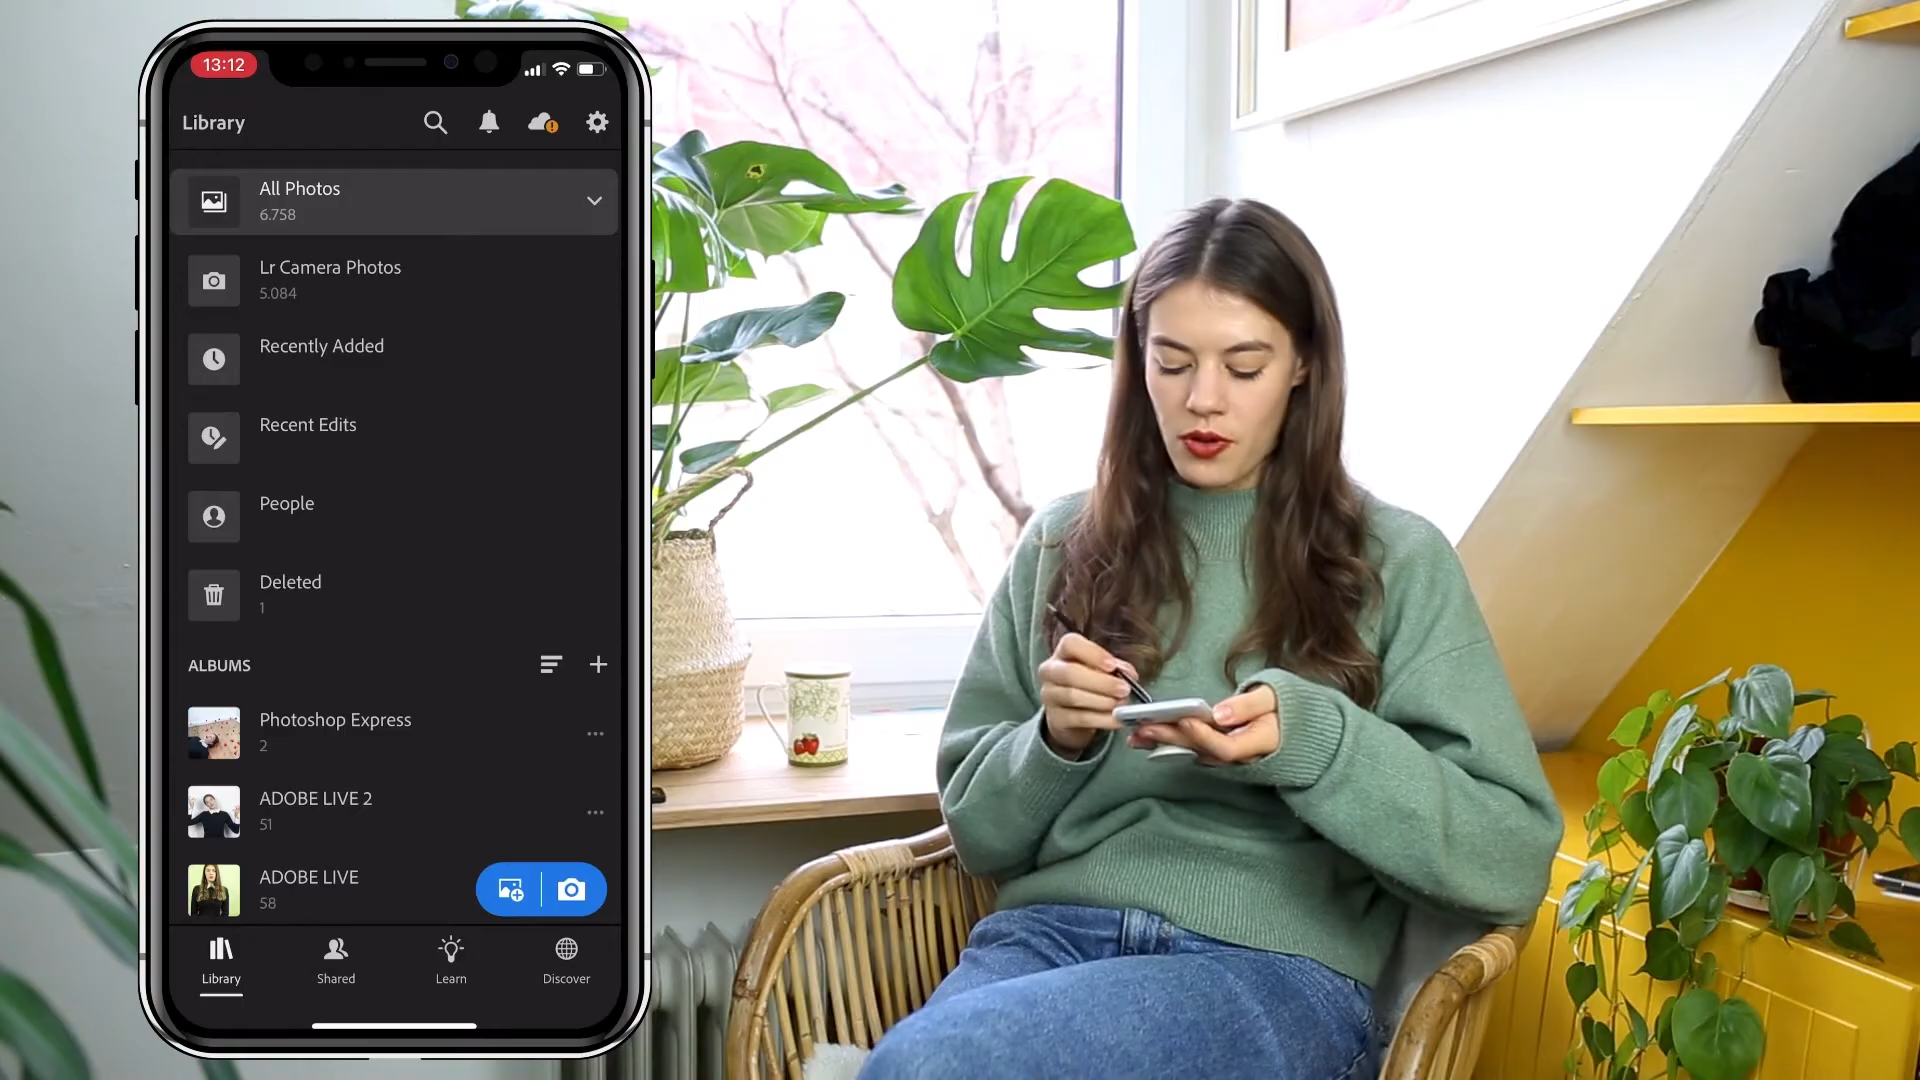 13:12
Library
All Photos
6.758
Lr Camera Photos
5.084
Recently Added
Recent Edits
People
Deleted
1
ALBUMS
Photoshop Express
2
ADOBE LIVE 2
51
ADOBE LIVE
58
Library
Shared
Learn
Discover